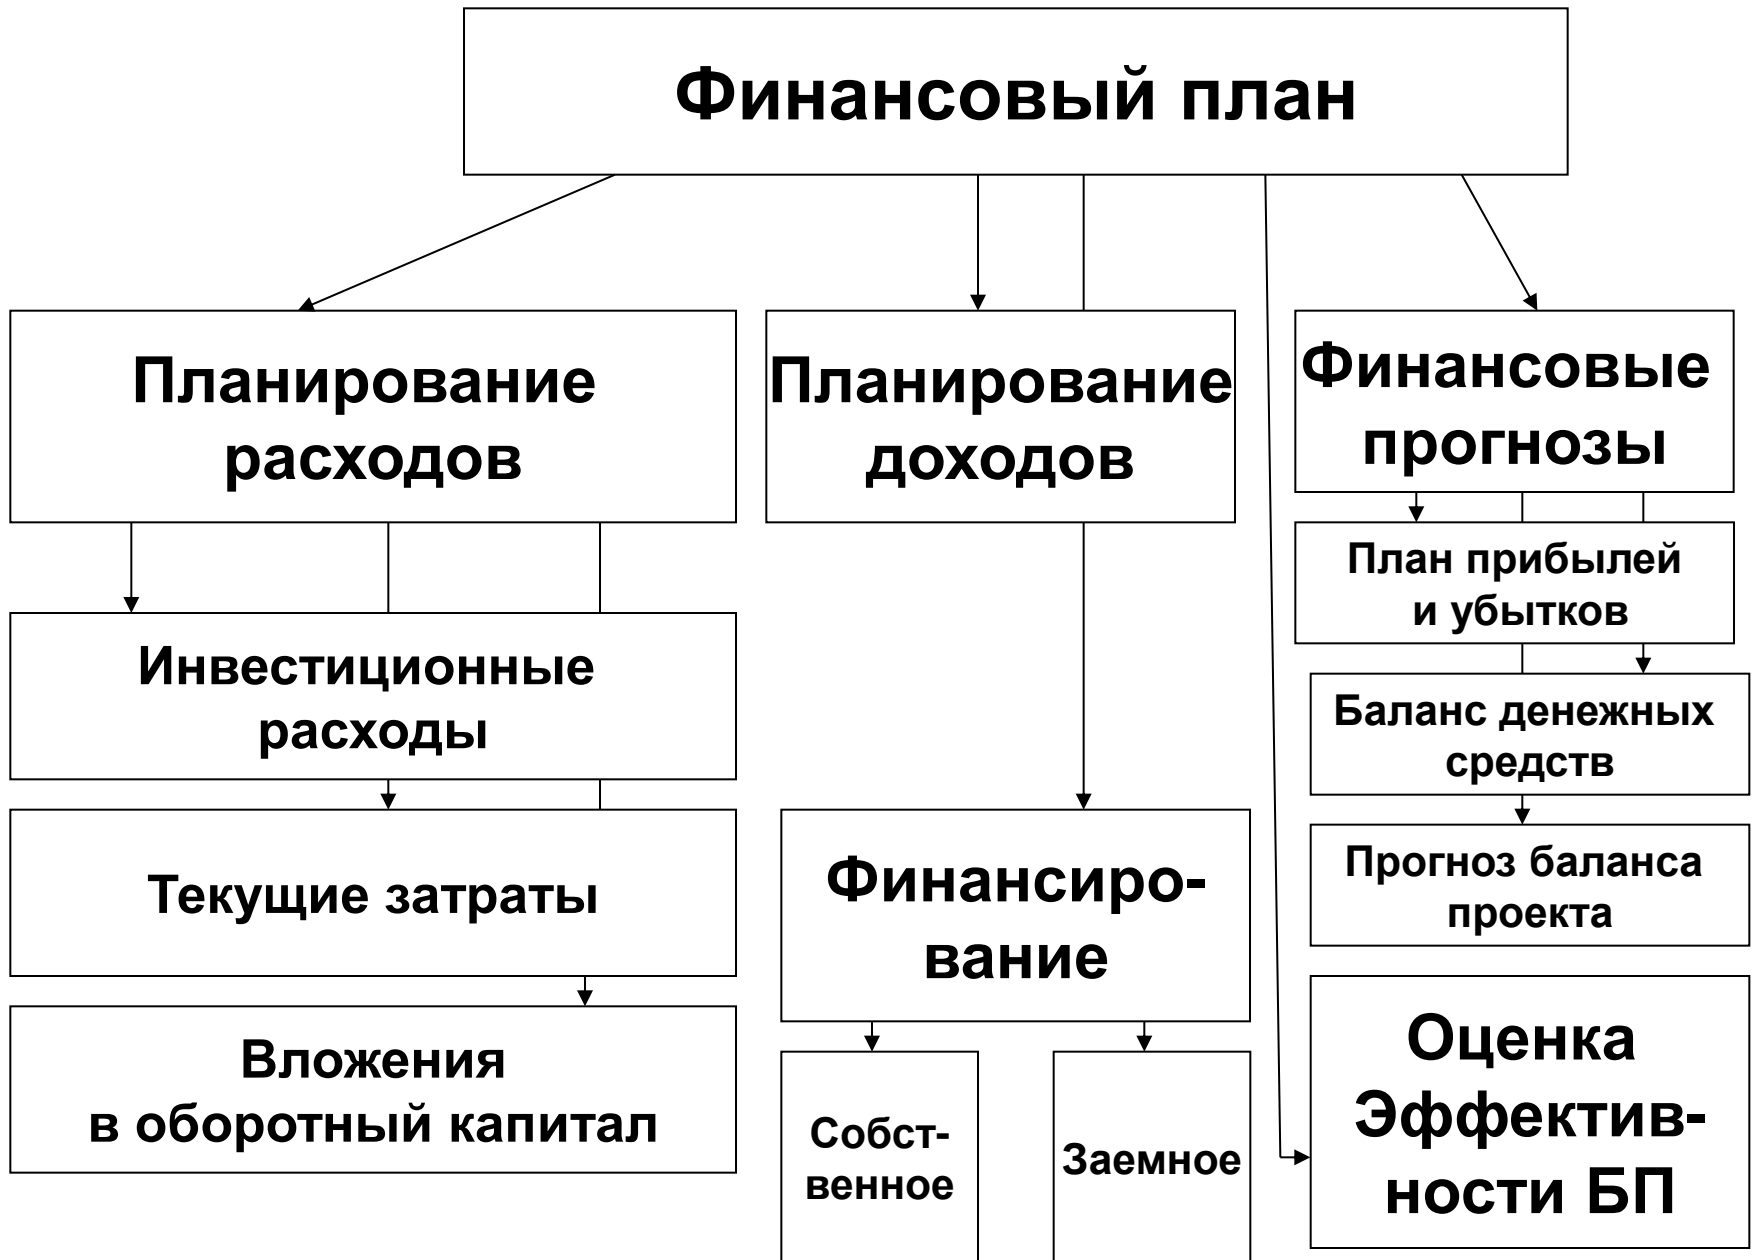 Финансовый план
Планирование
расходов
Инвестиционные
расходы
Текущие затраты
Вложения
в оборотный капитал
Планирование
доходов
Финансиро-
вание
Собст-
венное
Заемное
Финансовые
прогнозы
План прибылей
и убытков
Баланс денежных
средств
Прогноз баланса
проекта
Оценка
Эффектив-
ности БП